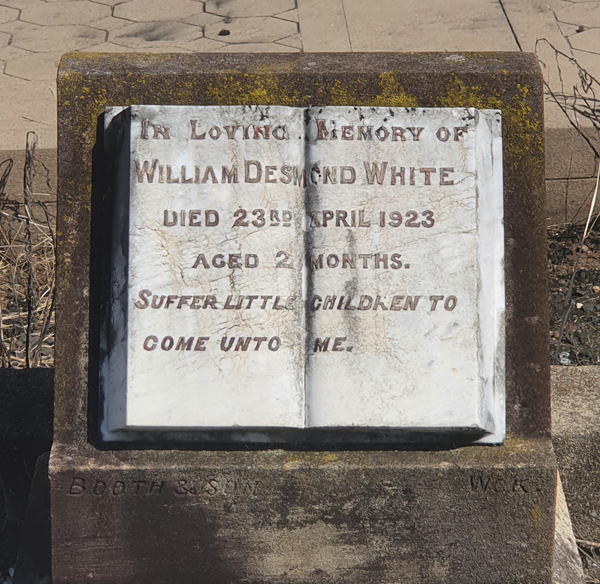 IN LOVING MEMORY OF
WILLIAM DESMOND WHITE
DIED 23RD APRIL 1923
AGED 2 MONTHS.
SUFFER LITTLE CHILDREN TO
COME UNTO ME.
BOOTH & SON W.C.K.